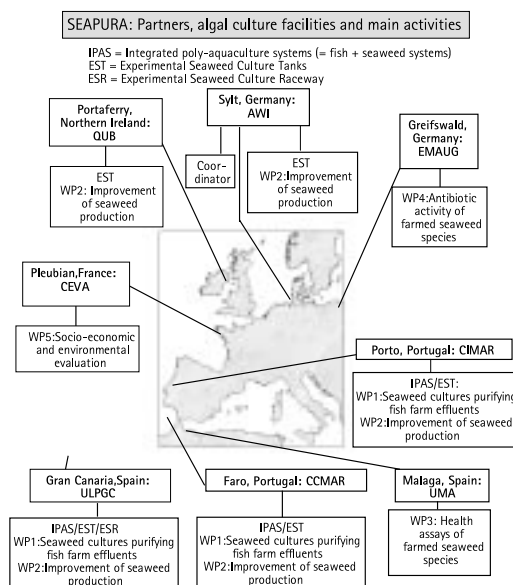 SEAPURA: Partners, algal culture facilities and main activities
IPAS = Integrated poly-aquaculture systems (= fish + seaweed systems)
EST = Experimental Seaweed Culture Tanks
ESR = Experimental Seaweed Culture Raceway
Portaferry,
Northern Ireland:
QUB
EST
WP2: Improvement
of seaweed
production
Sylt, Germany:
AWI
Coor-
dinator
EST
WP2:Improvement
of seaweed
production
Greifswald,
Germany:
EMAUG
WP4:Antibiotic
activity of
farmed seaweed
species
Pleubian,France:
CEVA
WP5:Socio-economic
and environmental
evaluation
Porto, Portugal: CIMAR
IPAS/EST:
WP1:Seaweed cultures purifying
fish farm effluents
WP2:Improvement of seaweed
production
Gran Canaria,Spain:
ULPGC
IPAS/EST/ESR
WP1:Seaweed cultures purifying
fish farm effluents
WP2:Improvement of seaweed
production
Faro, Portugal: CCMAR
IPAS/EST
WP1:Seaweed cultures purifying
fish farm effluents
WP2:Improvement of seaweed
production
Malaga, Spain:
UMA
WP3: Health
assays of
farmed seaweed
species